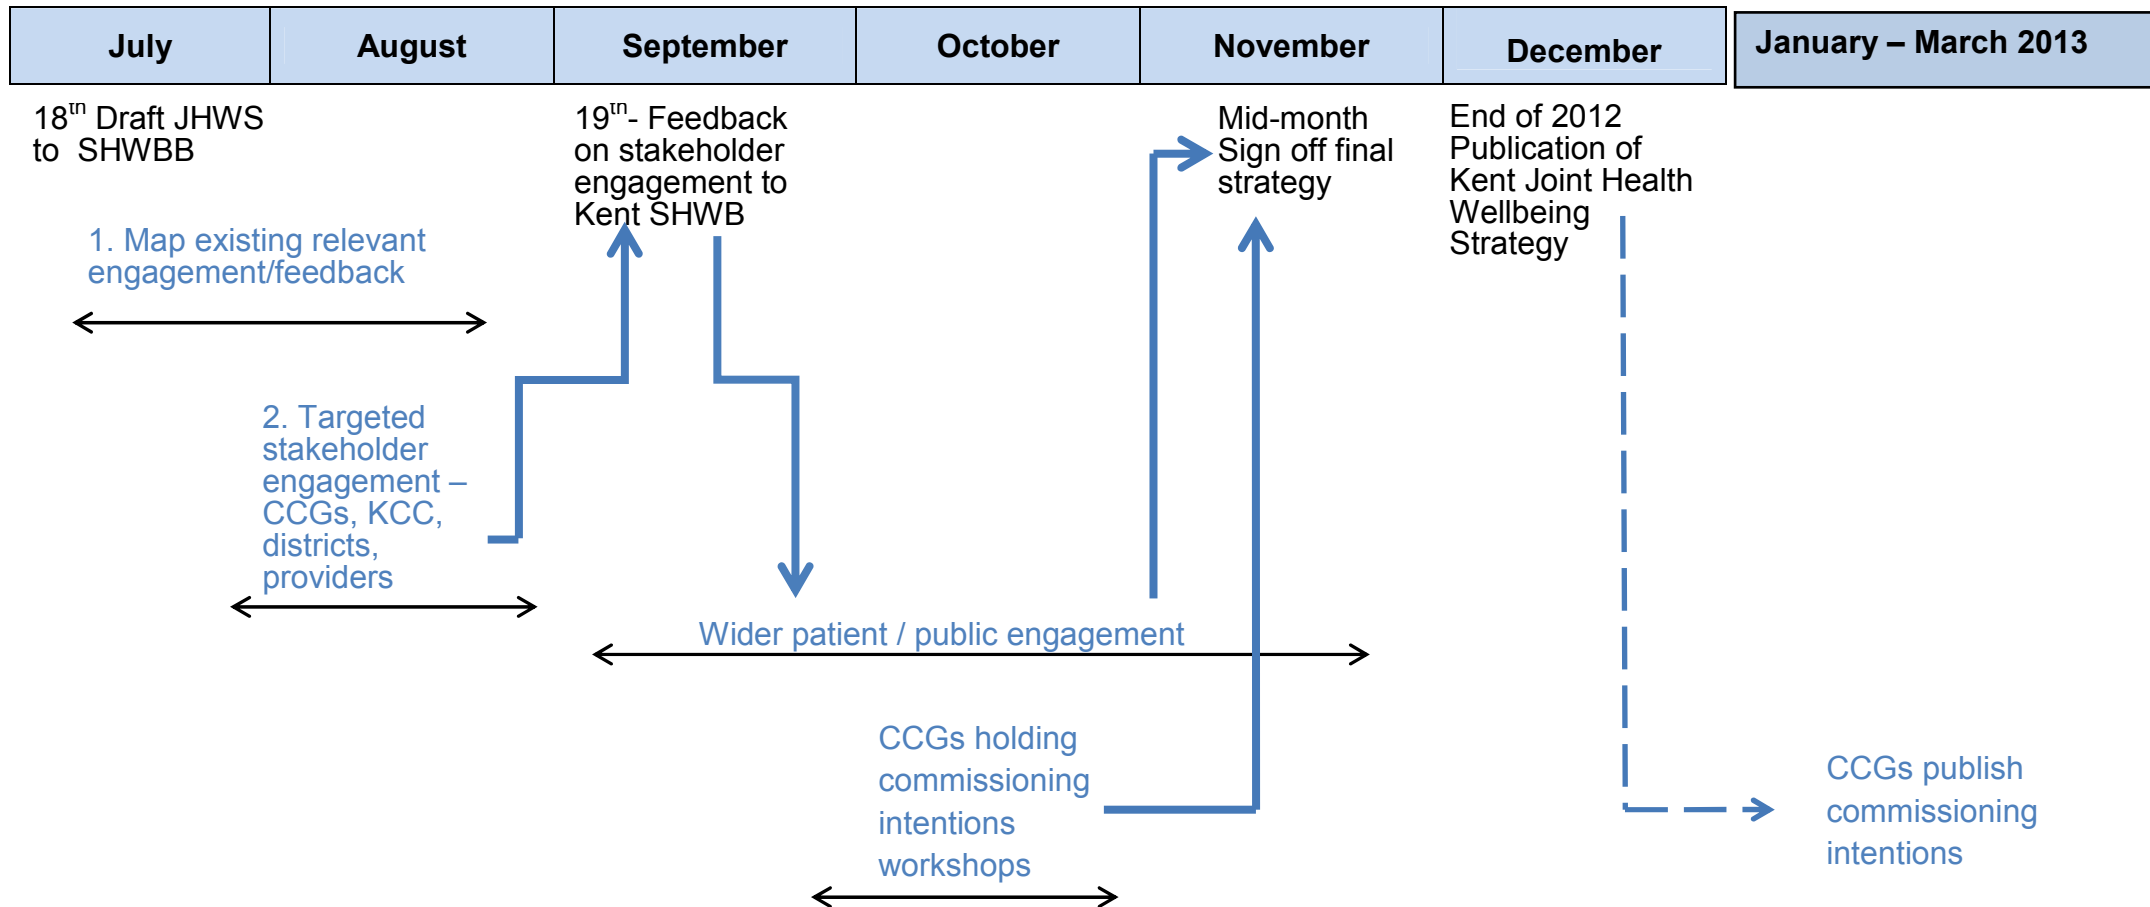 July August September October November December January – March 2013
18th Draft JHWS
to SHWBB
19th- Feedback
on stakeholder
engagement to
Kent SHWB
Mid-month
Sign off final
strategy
End of 2012
Publication of
Kent Joint Health
Wellbeing
Strategy
1. Map existing relevant
engagement/feedback
2. Targeted
stakeholder
engagement –
CCGs, KCC,
districts,
providers
Wider patient / public engagement
CCGs holding
commissioning
intentions
workshops
CCGs publish
commissioning
intentions